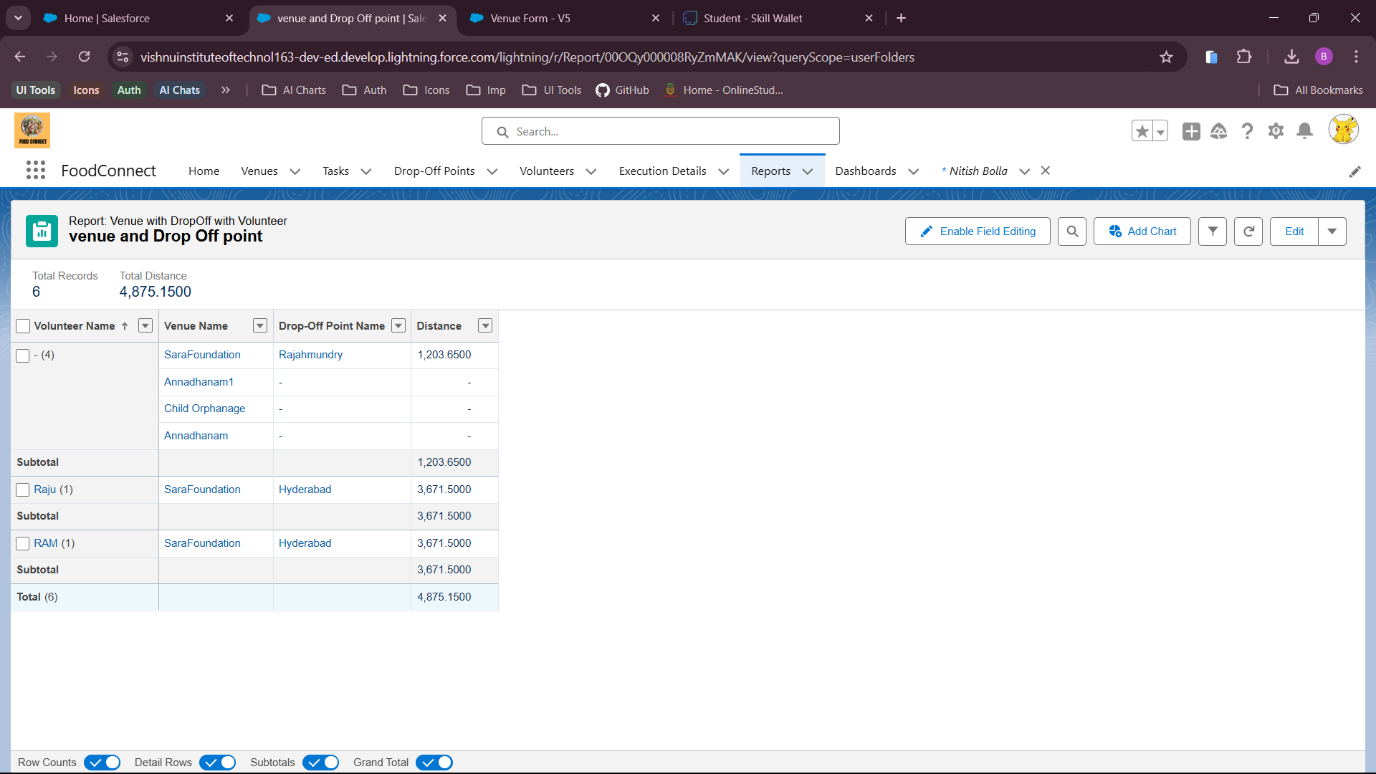 Home | Salesforce
venue and Drop Off point | Sale
Venue Form - V5
Student - Skill Wallet
vishnuinstituteoftechnol163-dev-ed.develop.lightning.force.com/lightning/r/Report/00OQy000008RyZmMAK/view?queryScope=userFolders
B
UI Tools Icons Auth AI Chats » AI Charts Auth Icons Imp UI Tools GitHub Home - OnlineStud... All Bookmarks
FOOD CONNECT
Search...
FoodConnect Home Venues Tasks Drop-Off Points Volunteers Execution Details Reports Dashboards * Nitish Bolla
Report: Venue with DropOff with Volunteer
venue and Drop Off point
Enable Field Editing Add Chart Edit
Total Records Total Distance
6 4,875.1500
Volunteer Name ↑ Venue Name Drop-Off Point Name Distance
- (4) SaraFoundation Rajahmundry 1,203.6500
Annadhanam1 - -
Child Orphanage - -
Annadhanam - -
Subtotal 1,203.6500
Raju (1) SaraFoundation Hyderabad 3,671.5000
Subtotal 3,671.5000
RAM (1) SaraFoundation Hyderabad 3,671.5000
Subtotal 3,671.5000
Total (6) 4,875.1500
Row Counts Detail Rows Subtotals Grand Total